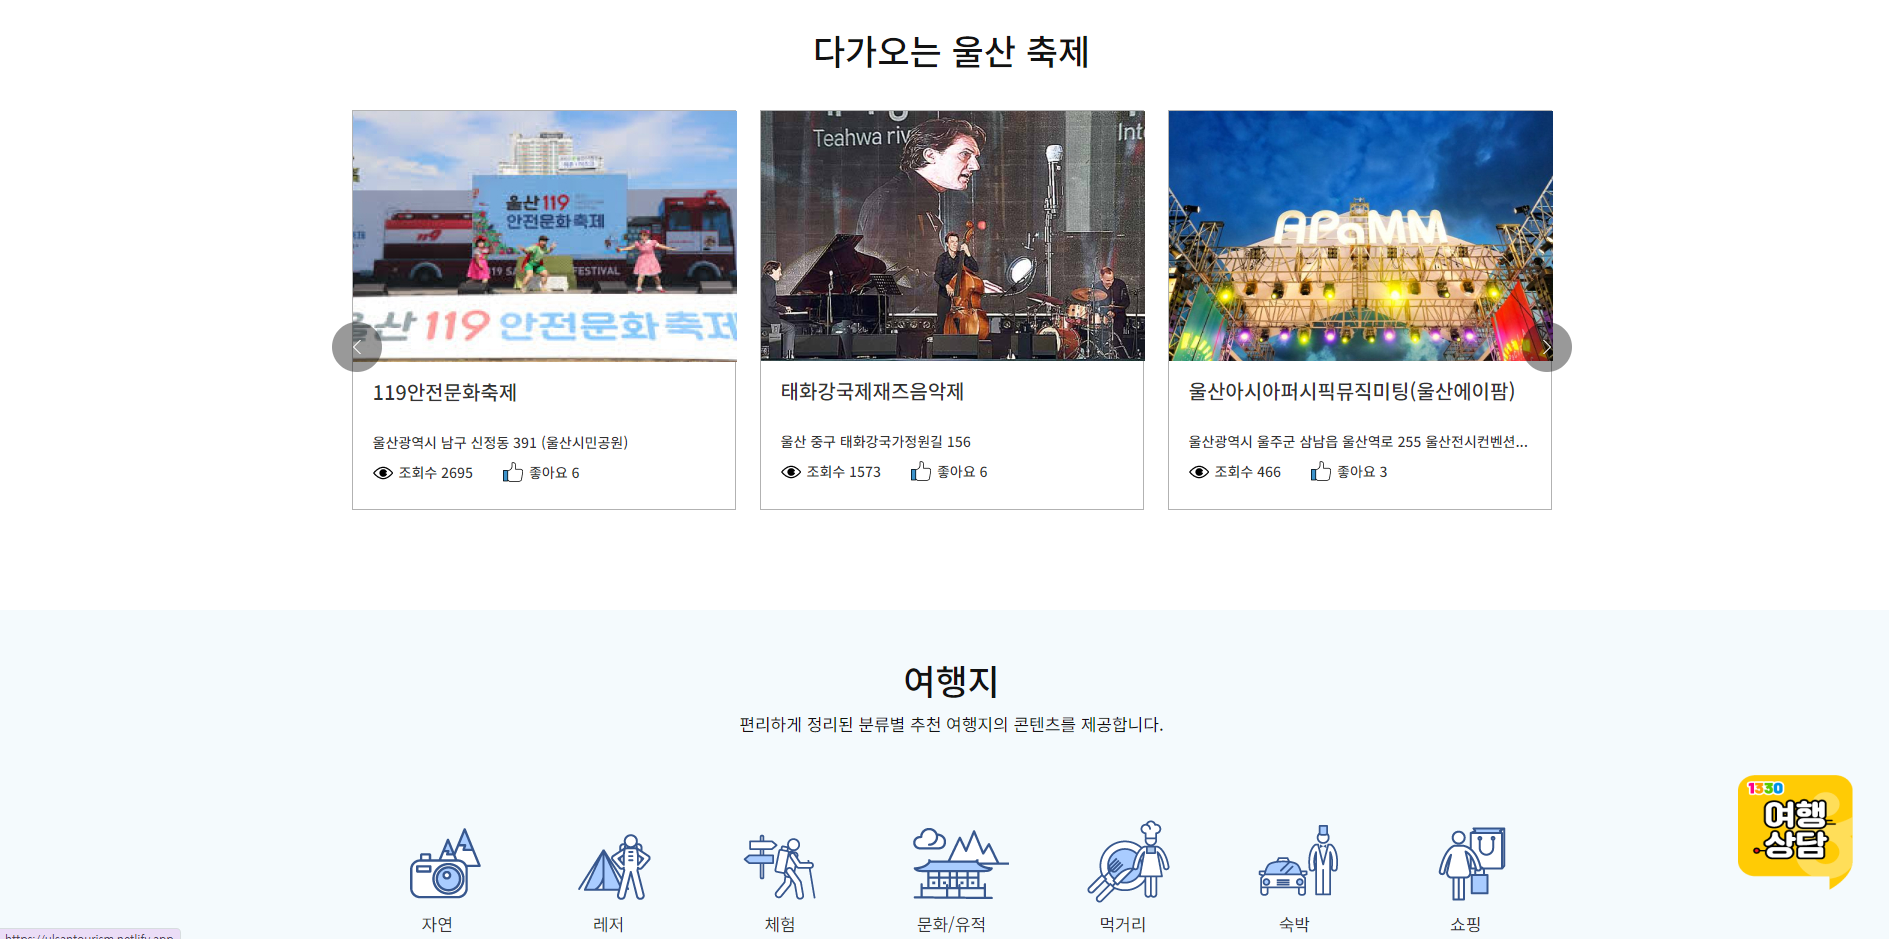 다가오는 울산 축제
울산 119
안전문화축제
FESTIVAL
119 안전문화축제
119안전문화축제
울산광역시 남구 신정동 391 (울산시민공원)
조회수 2695 좋아요 6
Teahwa riv
Int
태화강국제재즈음악제
울산 중구 태화강국가정원길 156
조회수 1573 좋아요 6
APaMM
울산아시아퍼시픽뮤직미팅(울산에이팜)
울산광역시 울주군 삼남읍 울산역로 255 울산전시컨벤션...
조회수 466 좋아요 3
여행지
편리하게 정리된 분류별 추천 여행지의 콘텐츠를 제공합니다.
1330
여행
상담
자연 레저 체험 문화/유적 먹거리 숙박 쇼핑
https://ulsantourism.netlify.app